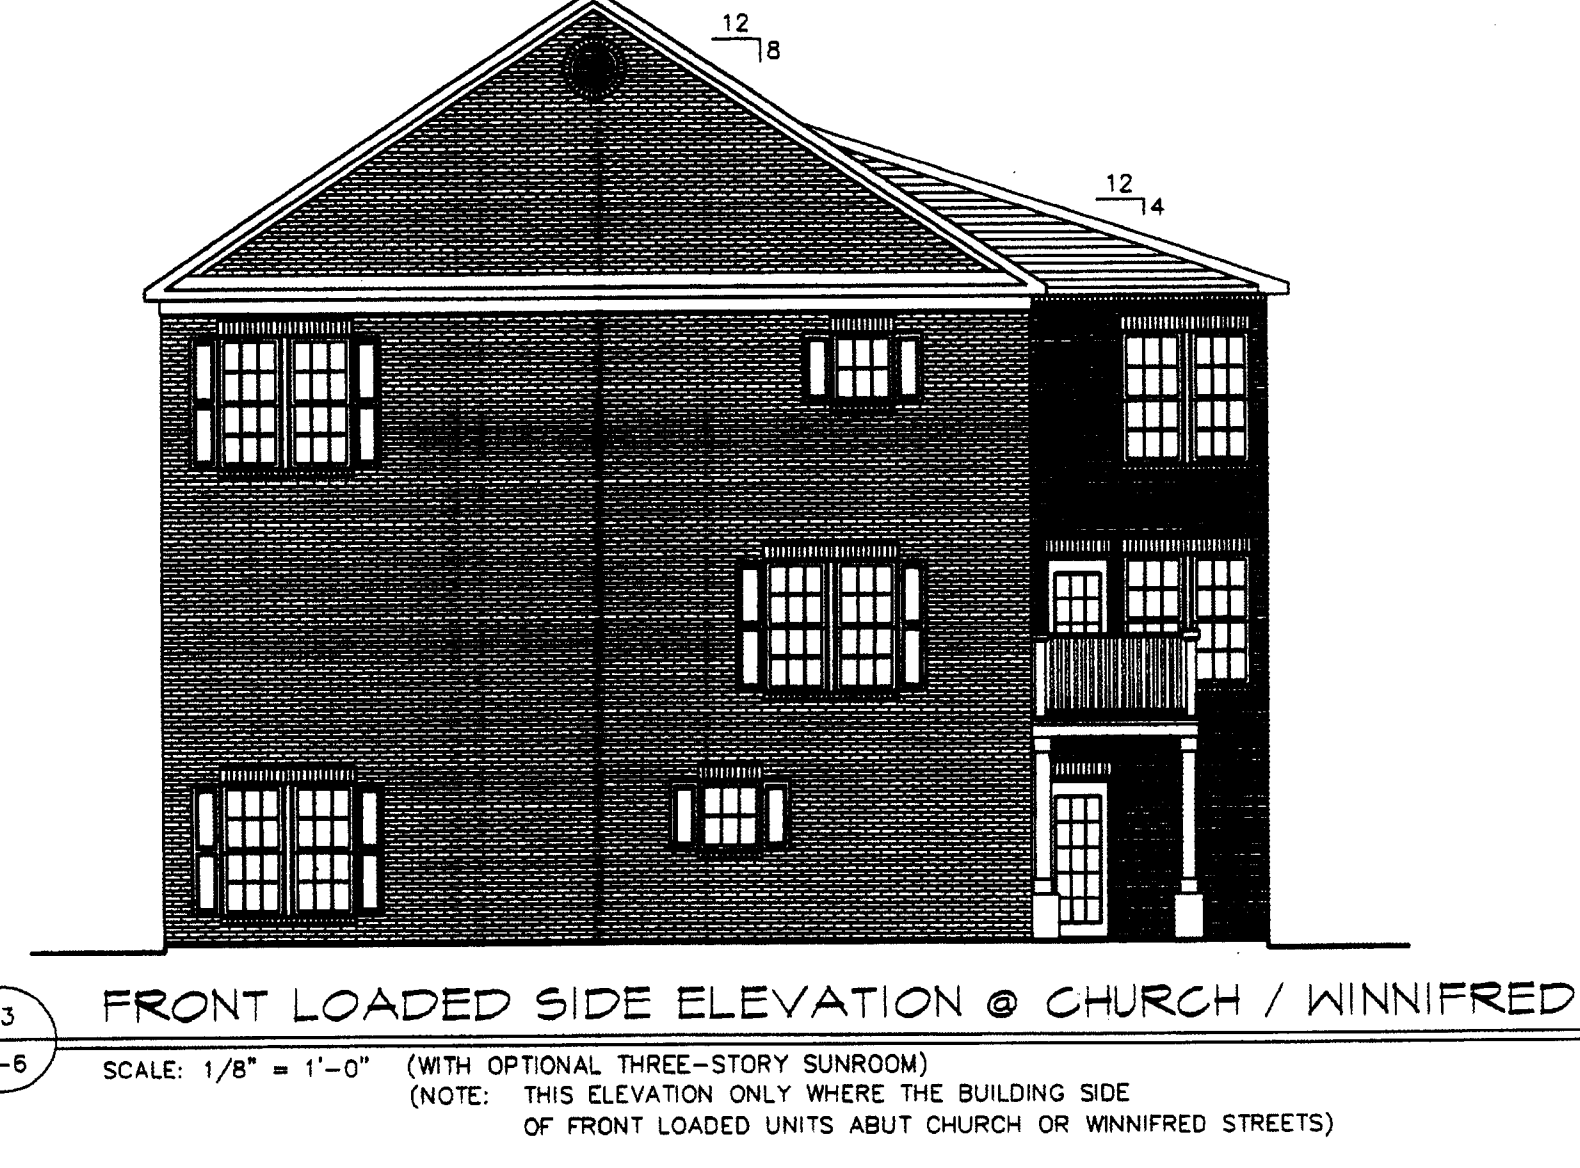 12
8
12
4
3
-6
FRONT LOADED SIDE ELEVATION @ CHURCH / WINNIFRED
SCALE: 1/8" = 1'-0" (WITH OPTIONAL THREE-STORY SUNROOM)
(NOTE: THIS ELEVATION ONLY WHERE THE BUILDING SIDE
OF FRONT LOADED UNITS ABUT CHURCH OR WINNIFRED STREETS)